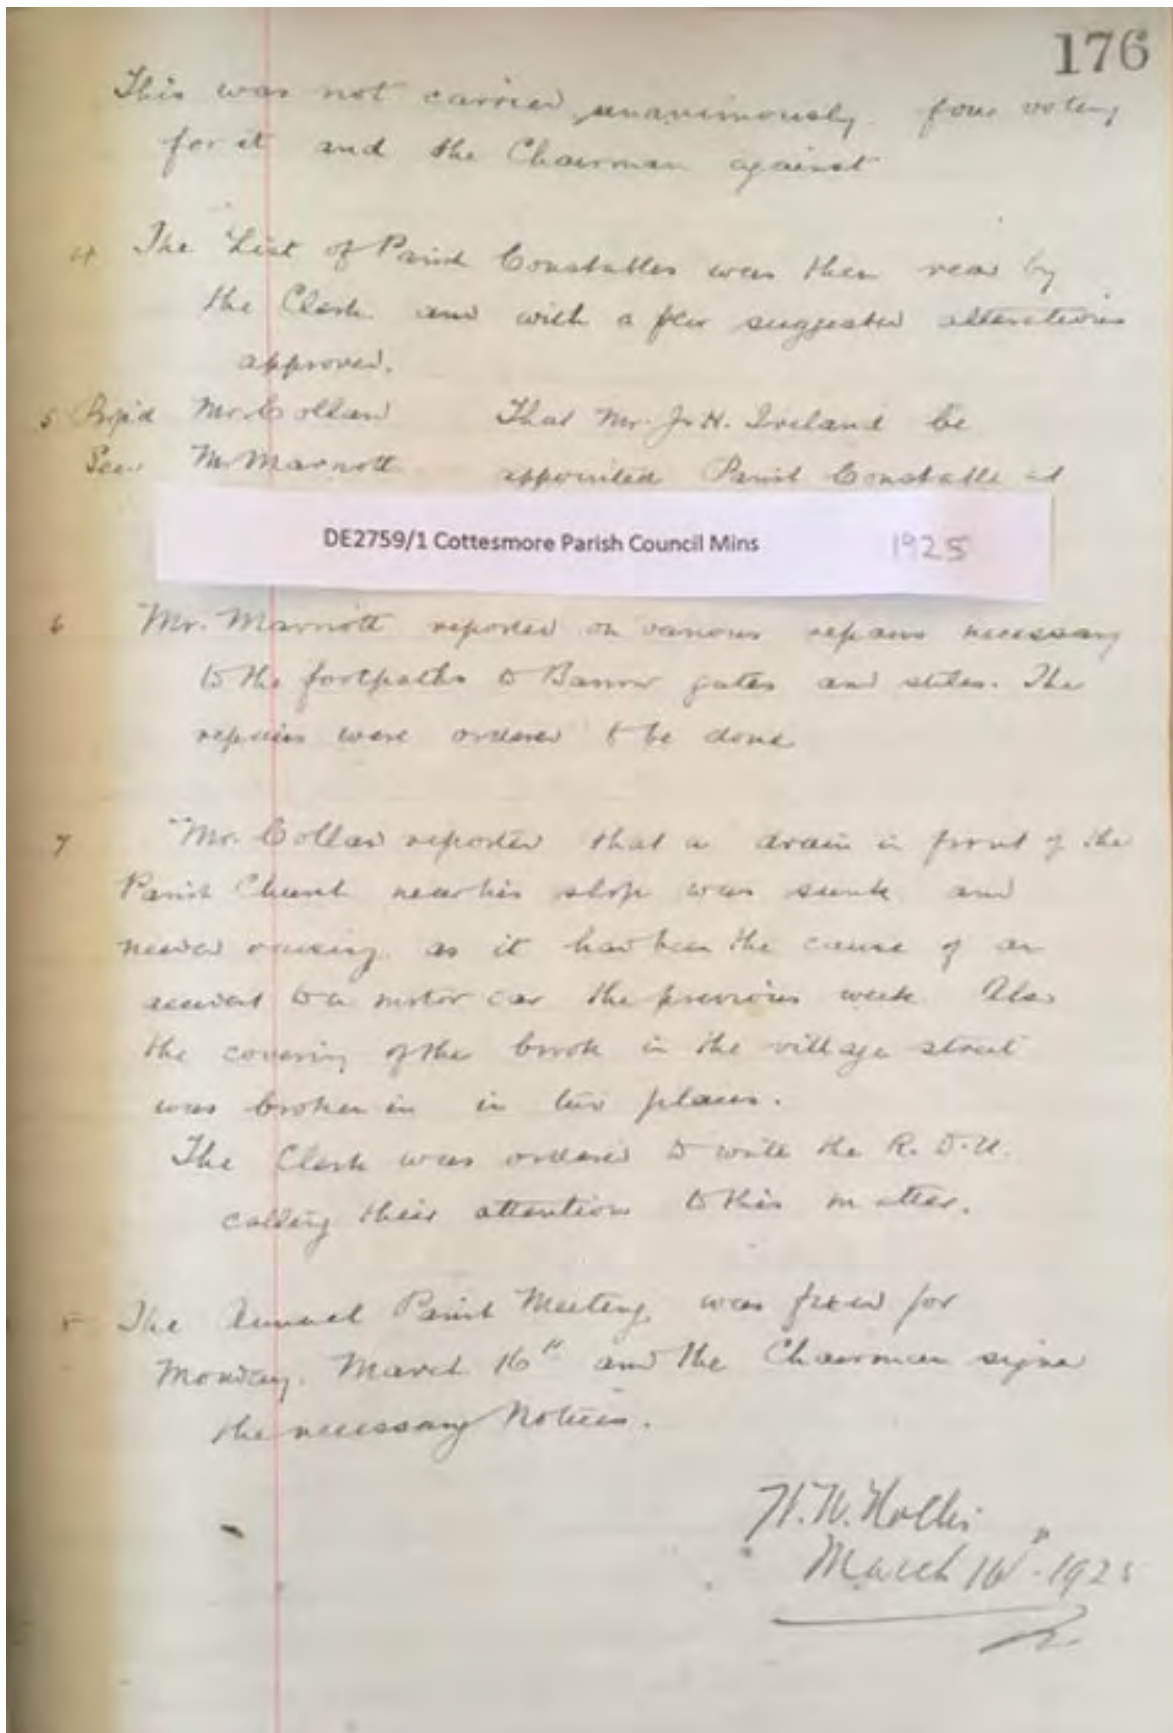 176
This was not carried unanimously. four voting
for it and the Chairman against
4 The List of Parish Constables was then read by
the Clerk and with a few suggested alterations
approved.
5 Prop'd Mr. Collard That Mr. J. H. Ireland be
Sec. Mr Marriott appointed Parish Constable at
DE2759/1 Cottesmore Parish Council Mins 1925
6 Mr. Marriott reported on various repairs necessary
to the footpaths to Barrow gates and stiles. The
repairs were ordered to be done
7 Mr. Collard reported that a drain in front of the
Parish Church near his shop was sunk and
needed raising as it had been the cause of an
accident to a motor car the previous week. Also
the covering of the brook in the village street
was broken in in two places.
The Clerk was ordered to write the R. D. C.
calling their attention to this matter.
8 The Annual Parish Meeting was fixed for
Monday. March 16th and the Chairman signed
the necessary Notices.
H. W. Hollis
March 16th 1925